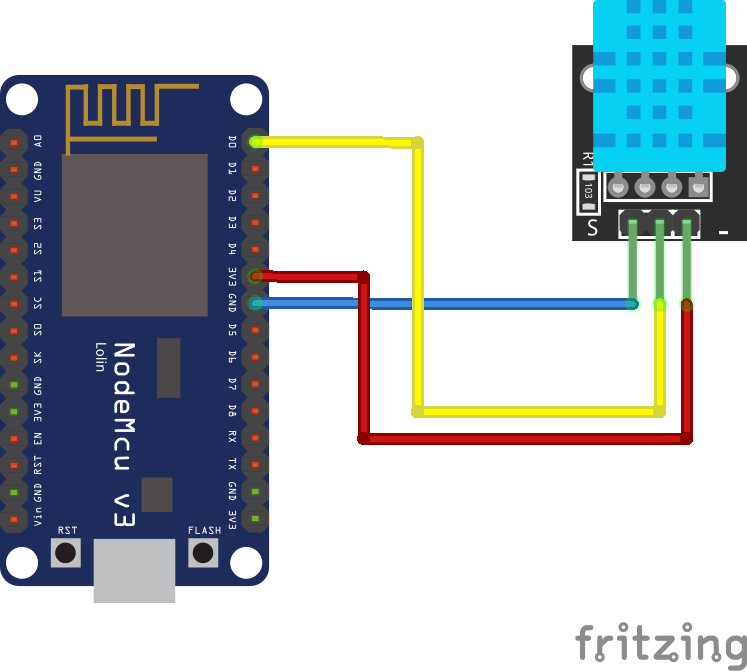 A0
GND
VU
S3
S2
S1
SC
S0
SK
GND
3V3
EN
RST
GND
Vin
D0
D1
D2
D3
D4
3V3
GND
D5
D6
D7
D8
RX
TX
GND
3V3
NodeMcu v3
Lolin
RST
FLASH
R1
103
S -
fritzing